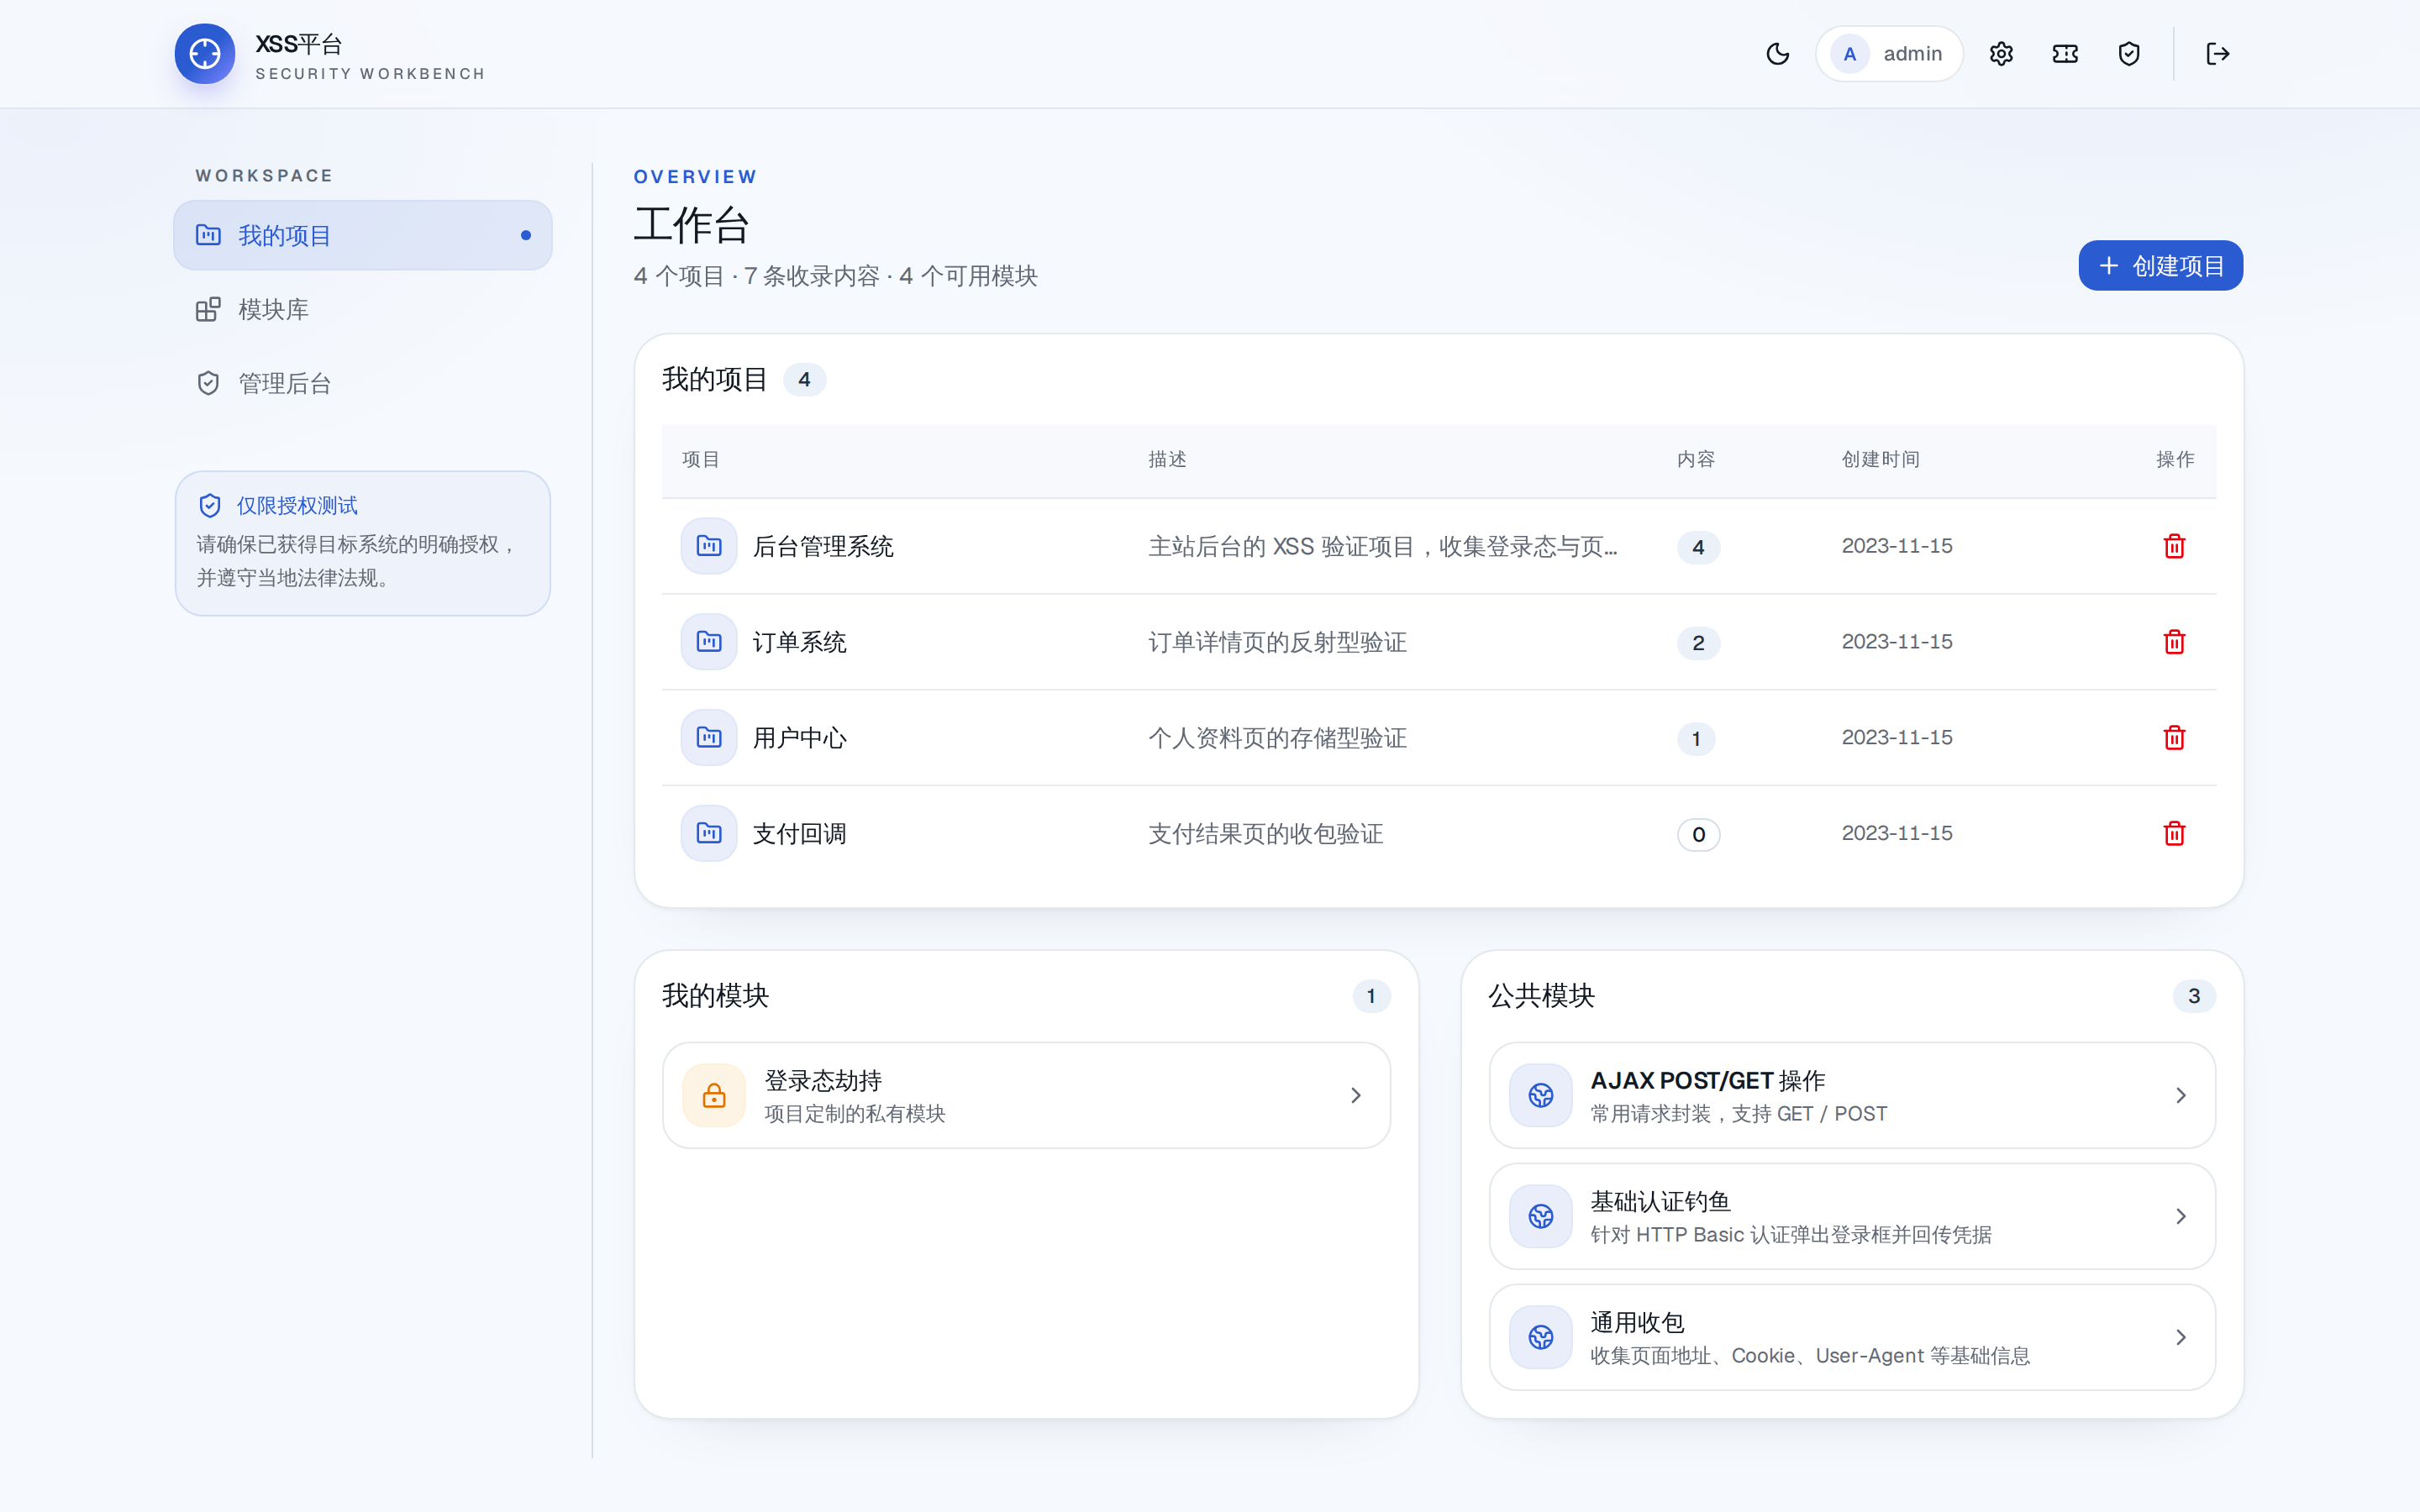 XSS平台
SECURITY WORKBENCH
A admin
WORKSPACE
我的项目
模块库
管理后台
仅限授权测试
请确保已获得目标系统的明确授权，
并遵守当地法律法规。
OVERVIEW
工作台
4 个项目 · 7 条收录内容 · 4 个可用模块
创建项目
我的项目 4
项目 描述 内容 创建时间 操作
后台管理系统 主站后台的 XSS 验证项目，收集登录态与页... 4 2023-11-15
订单系统 订单详情页的反射型验证 2 2023-11-15
用户中心 个人资料页的存储型验证 1 2023-11-15
支付回调 支付结果页的收包验证 0 2023-11-15
我的模块 1
登录态劫持
项目定制的私有模块
公共模块 3
AJAX POST/GET 操作
常用请求封装，支持 GET / POST
基础认证钓鱼
针对 HTTP Basic 认证弹出登录框并回传凭据
通用收包
收集页面地址、Cookie、User-Agent 等基础信息